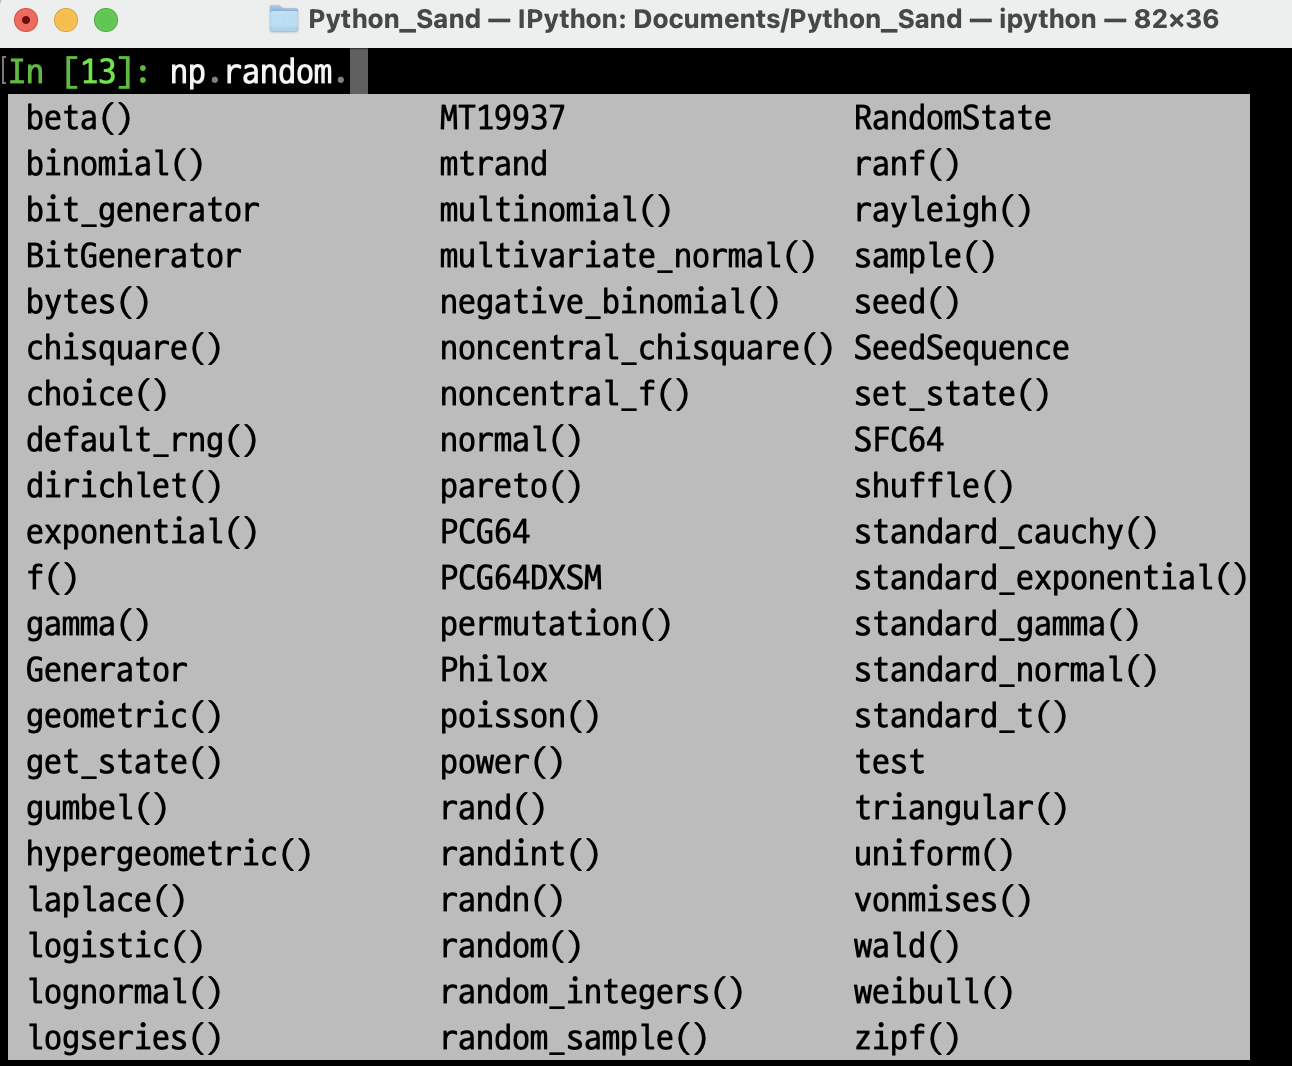 Python_Sand — IPython: Documents/Python_Sand — ipython — 82×36
In [13]: np.random.
beta() MT19937 RandomState
binomial() mtrand ranf()
bit_generator multinomial() rayleigh()
BitGenerator multivariate_normal() sample()
bytes() negative_binomial() seed()
chisquare() noncentral_chisquare() SeedSequence
choice() noncentral_f() set_state()
default_rng() normal() SFC64
dirichlet() pareto() shuffle()
exponential() PCG64 standard_cauchy()
f() PCG64DXSM standard_exponential()
gamma() permutation() standard_gamma()
Generator Philox standard_normal()
geometric() poisson() standard_t()
get_state() power() test
gumbel() rand() triangular()
hypergeometric() randint() uniform()
laplace() randn() vonmises()
logistic() random() wald()
lognormal() random_integers() weibull()
logseries() random_sample() zipf()